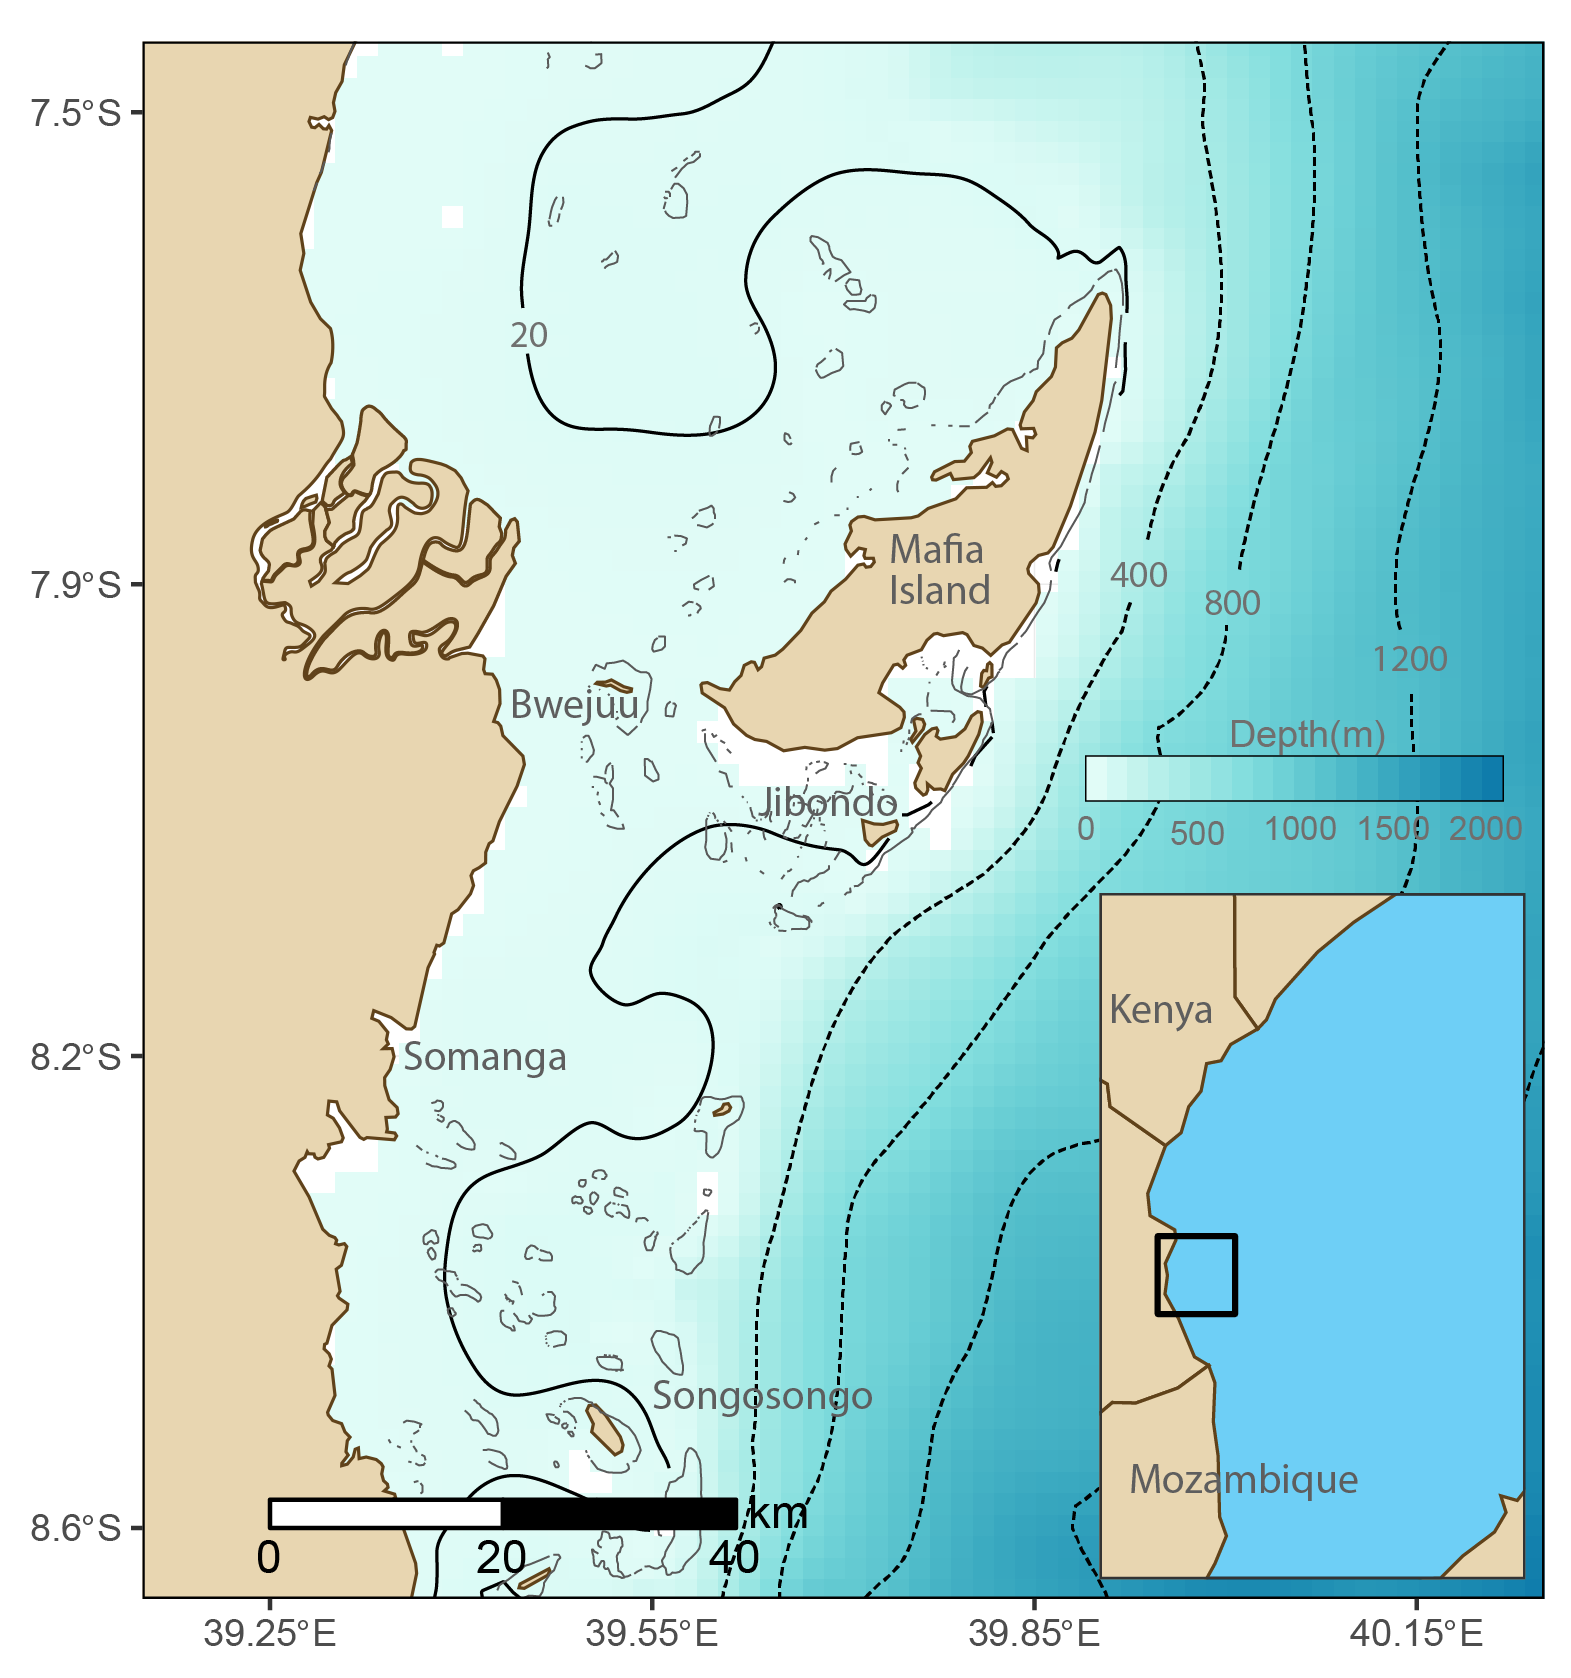 7.5°S
20
Mafia
Island
400
7.9°S
800
1200
Bwejuu
Depth(m)
Jibondo
0
500
1000
1500
2000
Kenya
8.2°S
Somanga
Songosongo
Mozambique
km
8.6°S
0
20
40
39.25°E
39.55°E
39.85°E
40.15°E